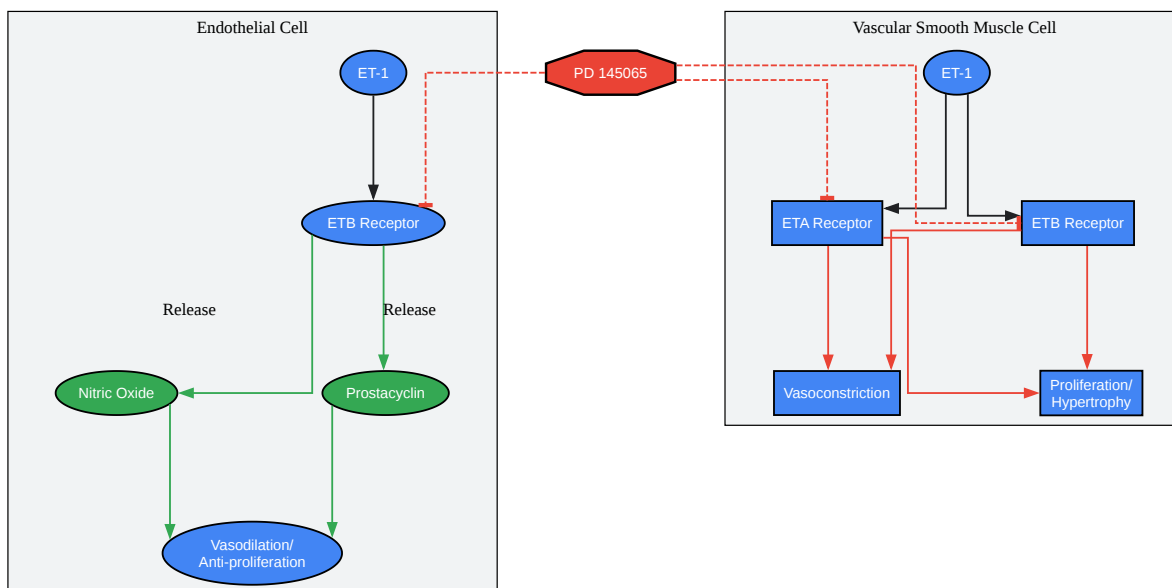 Endothelial Cell
ET-1
ETB Receptor
Release
Release
Nitric Oxide
Prostacyclin
Vasodilation/
Anti-proliferation
PD 145065
Vascular Smooth Muscle Cell
ET-1
ETA Receptor
ETB Receptor
Vasoconstriction
Proliferation/
Hypertrophy